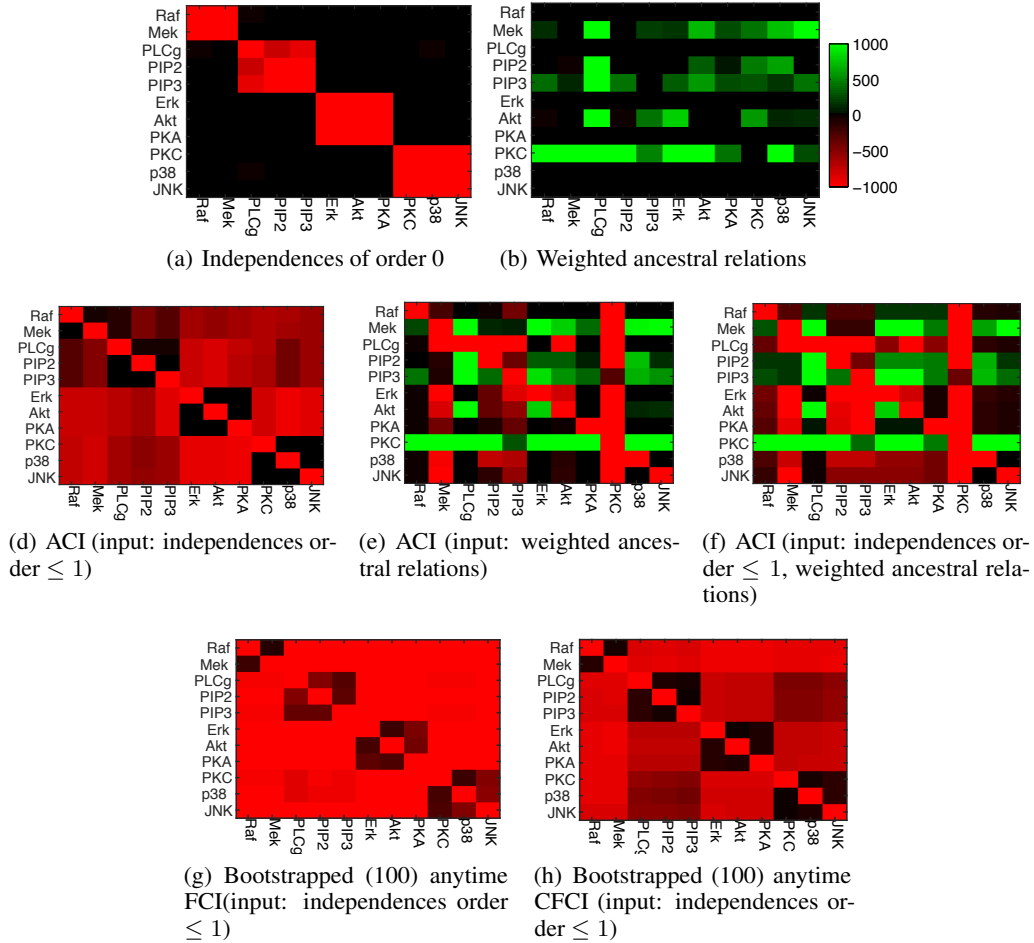 Raf
Mek
PLCg
PIP2
PIP3
Erk
Akt
PKA
PKC
p38
JNK
Raf
Mek
PLCg
PIP2
PIP3
Erk
Akt
PKA
PKC
p38
JNK
(a) Independences of order 0
Raf
Mek
PLCg
PIP2
PIP3
Erk
Akt
PKA
PKC
p38
JNK
Raf
Mek
PLCg
PIP2
PIP3
Erk
Akt
PKA
PKC
p38
JNK
1000
500
0
−500
−1000
(b) Weighted ancestral relations
Raf
Mek
PLCg
PIP2
PIP3
Erk
Akt
PKA
PKC
p38
JNK
Raf
Mek
PLCg
PIP2
PIP3
Erk
Akt
PKA
PKC
p38
JNK
(d) ACI (input: independences or-
der ≤ 1)
Raf
Mek
PLCg
PIP2
PIP3
Erk
Akt
PKA
PKC
p38
JNK
Raf
Mek
PLCg
PIP2
PIP3
Erk
Akt
PKA
PKC
p38
JNK
(e) ACI (input: weighted ances-
tral relations)
Raf
Mek
PLCg
PIP2
PIP3
Erk
Akt
PKA
PKC
p38
JNK
Raf
Mek
PLCg
PIP2
PIP3
Erk
Akt
PKA
PKC
p38
JNK
(f) ACI (input: independences or-
der ≤ 1, weighted ancestral rela-
tions)
Raf
Mek
PLCg
PIP2
PIP3
Erk
Akt
PKA
PKC
p38
JNK
Raf
Mek
PLCg
PIP2
PIP3
Erk
Akt
PKA
PKC
p38
JNK
(g) Bootstrapped (100) anytime
FCI(input: independences order
≤ 1)
Raf
Mek
PLCg
PIP2
PIP3
Erk
Akt
PKA
PKC
p38
JNK
Raf
Mek
PLCg
PIP2
PIP3
Erk
Akt
PKA
PKC
p38
JNK
(h) Bootstrapped (100) anytime
CFCI (input: independences or-
der ≤ 1)